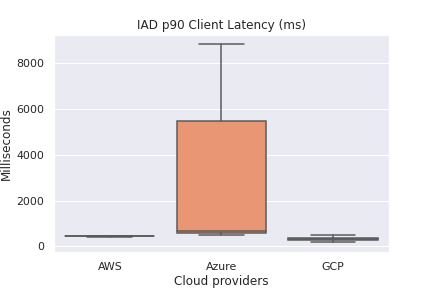 IAD p90 Client Latency (ms)
8000
6000
4000
2000
0
Milliseconds
AWS
Azure
GCP
Cloud providers